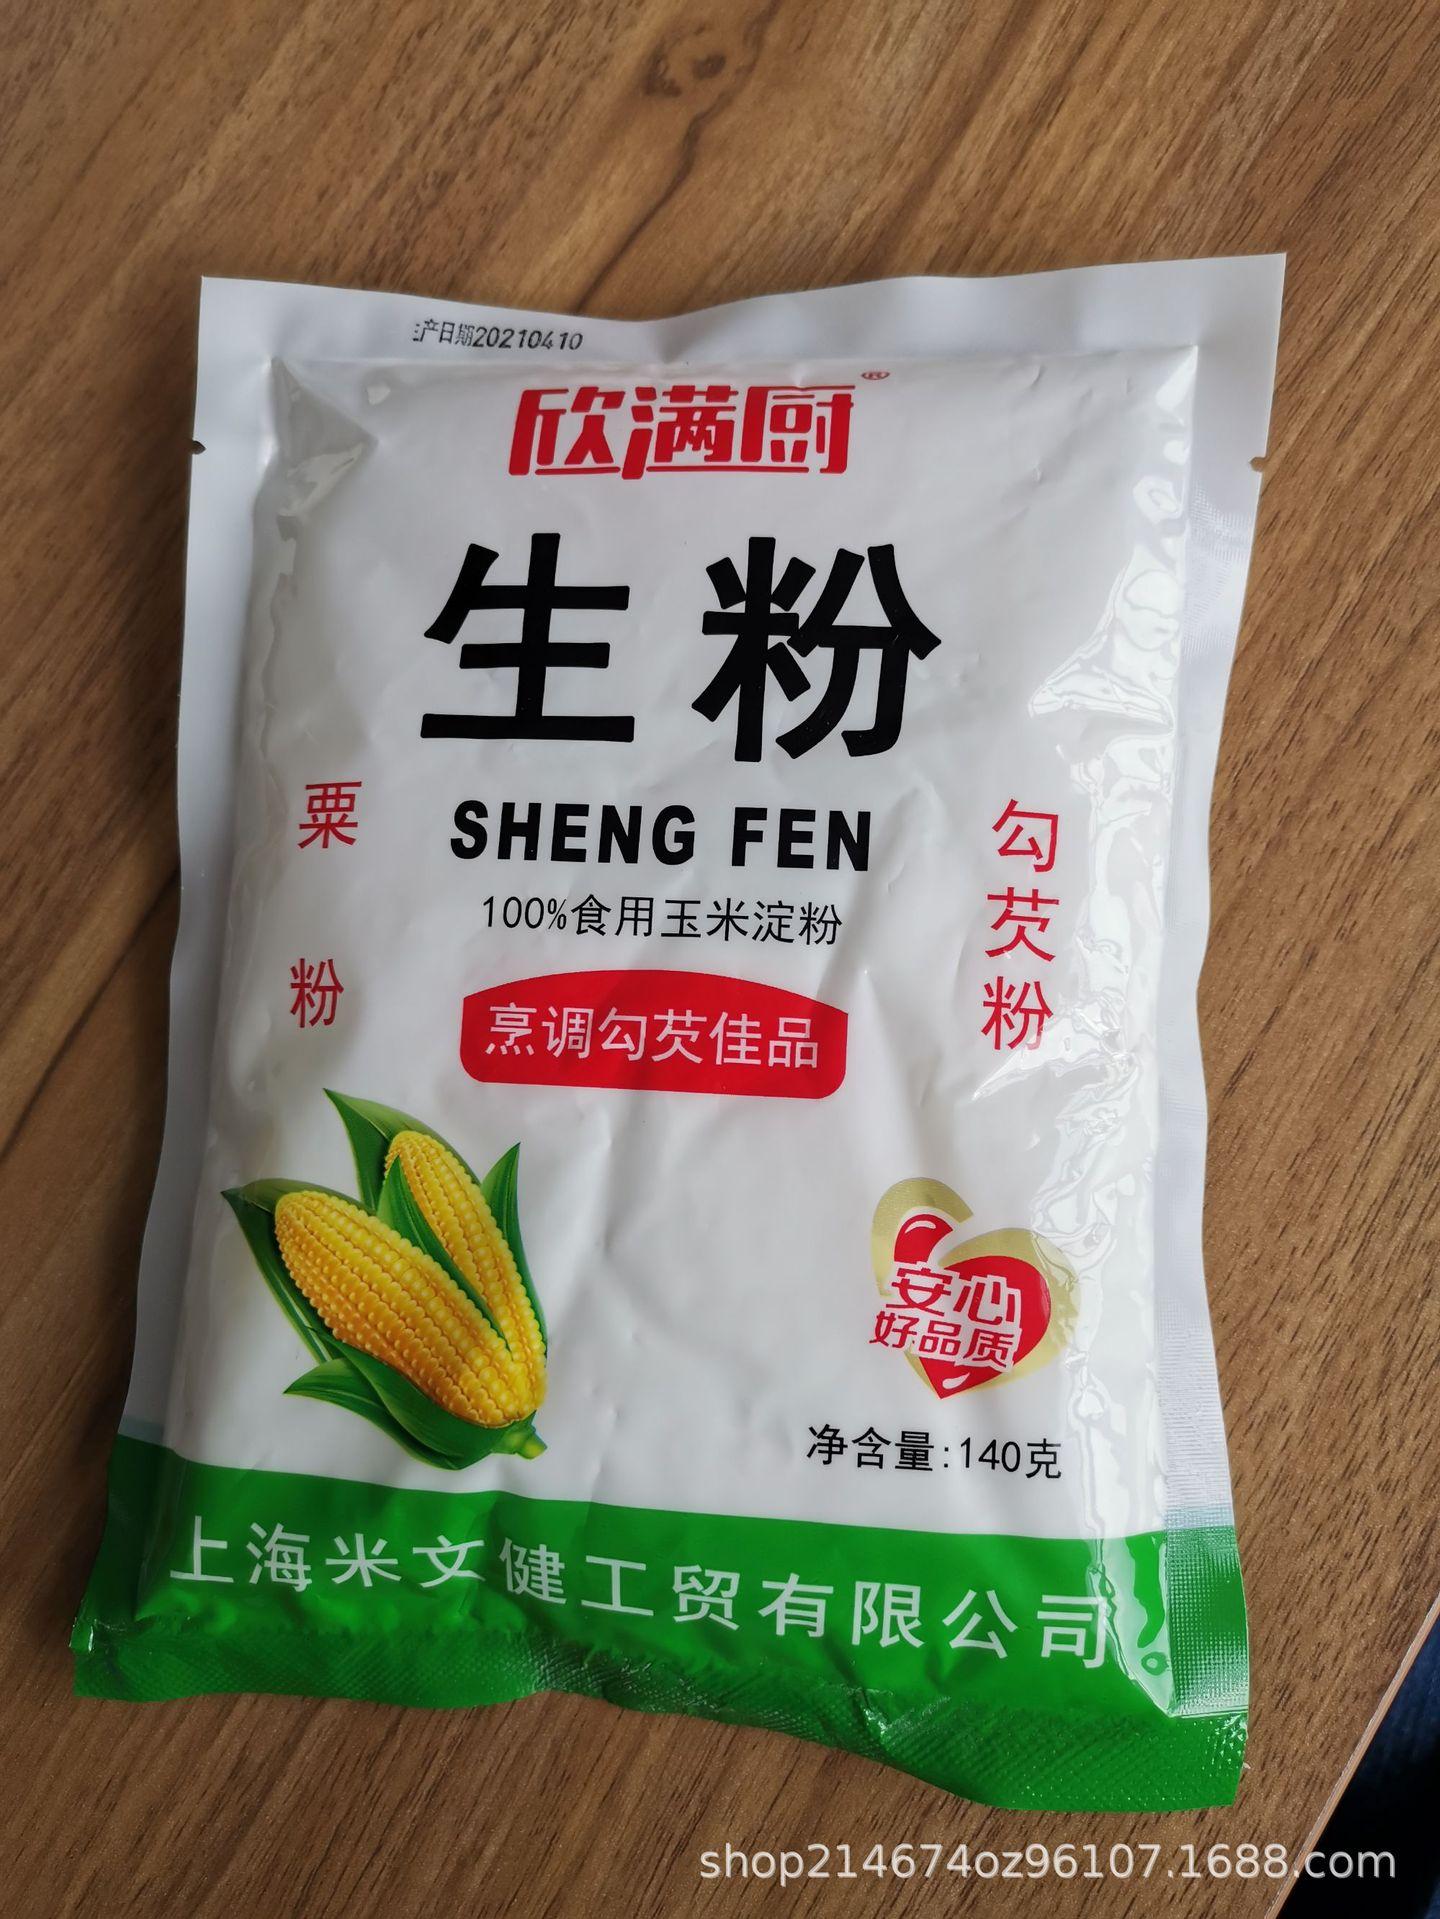 产日期20210410
欣满厨®
生粉
SHENG FEN
100%食用玉米淀粉
烹调勾芡佳品
粟粉
勾芡粉
安心
好品质
净含量:140克
上海米文健工贸有限公司
shop214674oz96107.1688.com